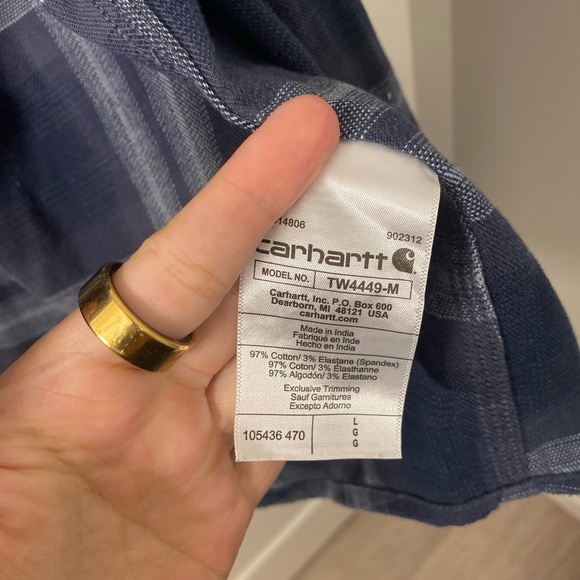 14806
902312
carhartt
MODEL NO. TW4449-M
Carhartt, Inc. P.O. Box 600
Dearborn, MI 48121 USA
carhartt.com
Made in India
Fabriqué en Inde
Hecho en India
97% Cotton/ 3% Elastane (Spandex)
97% Coton/ 3% Élasthanne
97% Algodón/ 3% Elastano
Exclusive Trimming
Sauf Garnitures
Excepto Adorno
105436 470
L
G
G